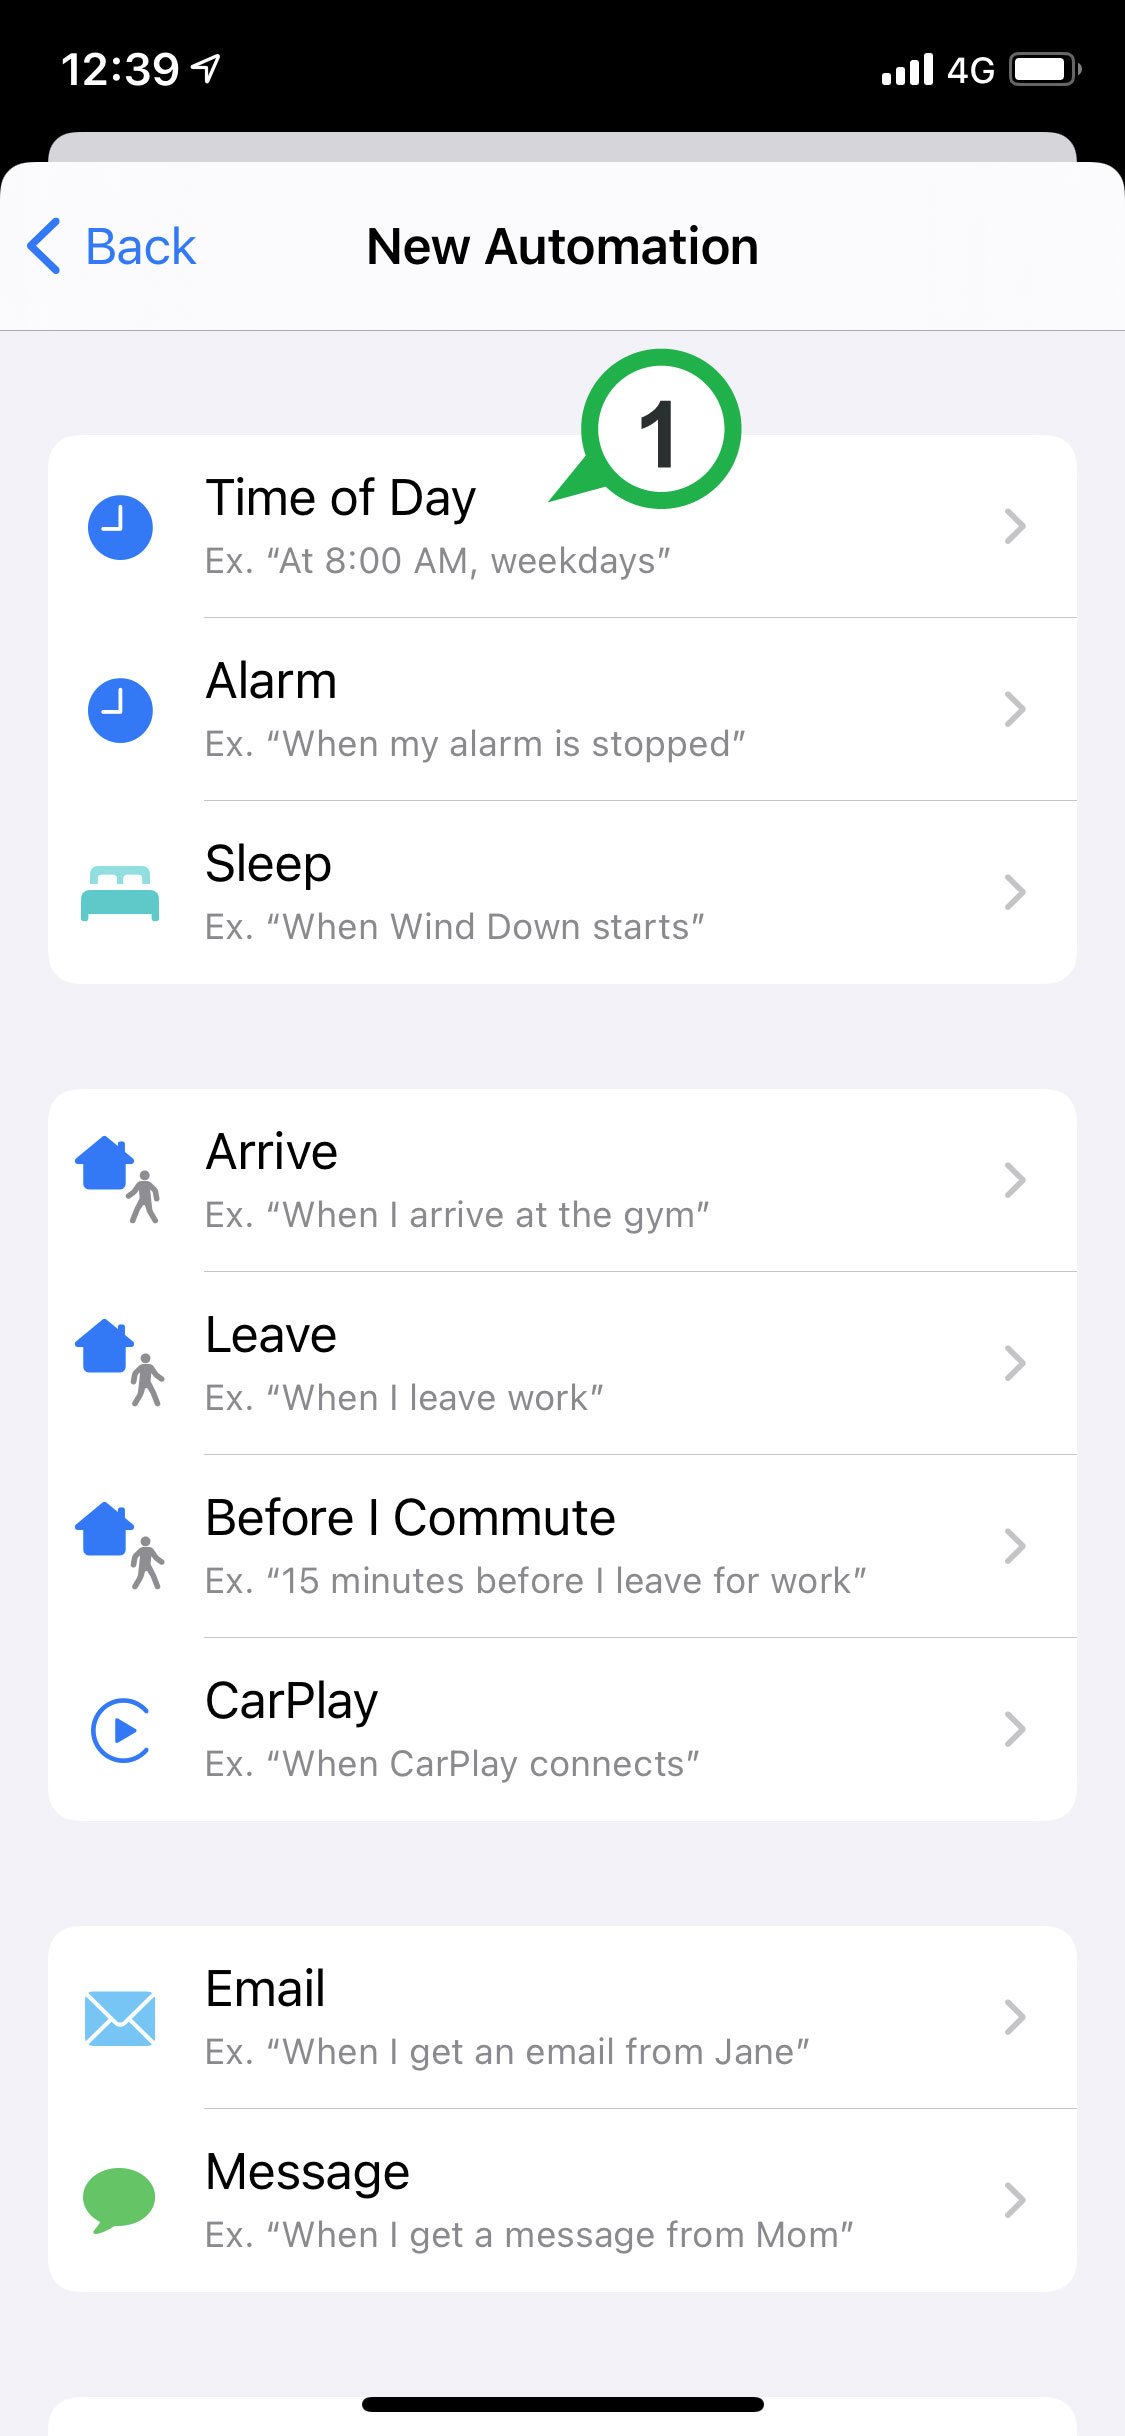 12:39 4G
Back New Automation
1
Time of Day
Ex. “At 8:00 AM, weekdays”
Alarm
Ex. “When my alarm is stopped”
Sleep
Ex. “When Wind Down starts”
Arrive
Ex. “When I arrive at the gym”
Leave
Ex. “When I leave work”
Before I Commute
Ex. “15 minutes before I leave for work”
CarPlay
Ex. “When CarPlay connects”
Email
Ex. “When I get an email from Jane”
Message
Ex. “When I get a message from Mom”